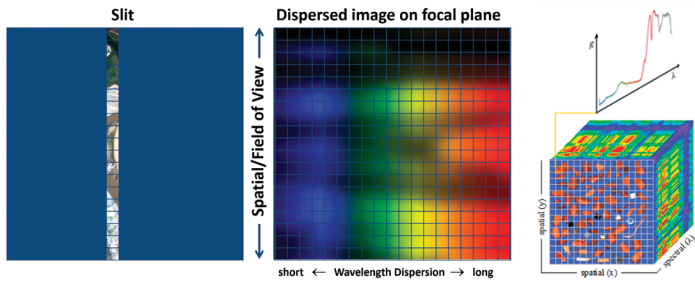 Slit
Dispersed image on focal plane
Spatial/Field of View
short ← Wavelength Dispersion → long
λ
spatial (y)
spatial (x)
spectral (λ)